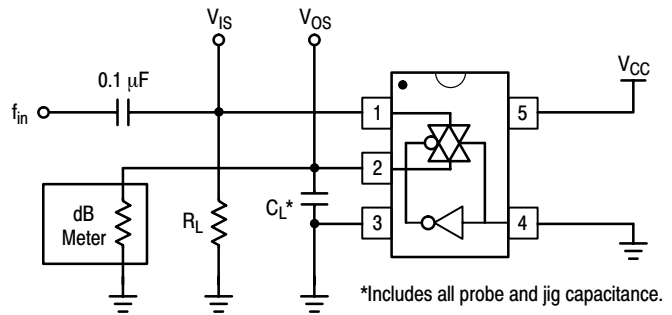 V_IS
V_OS
V_CC
0.1 μF
f_in
1
5
2
dB
Meter
R_L
C_L*
3
4
*Includes all probe and jig capacitance.